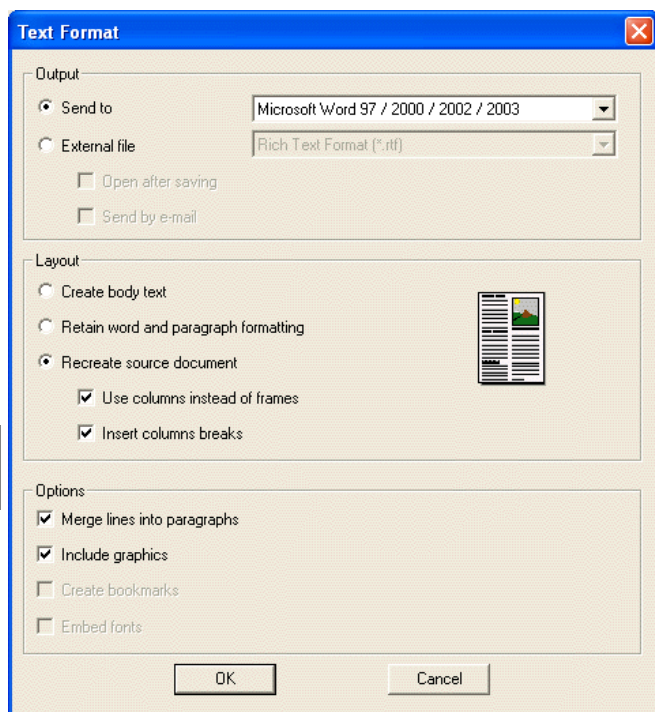 Text Format
Output
Send to
Microsoft Word 97 / 2000 / 2002 / 2003
External file
Rich Text Format (*.rtf)
Open after saving
Send by e-mail
Layout
Create body text
Retain word and paragraph formatting
Recreate source document
Use columns instead of frames
Insert columns breaks
Options
Merge lines into paragraphs
Include graphics
Create bookmarks
Embed fonts
OK Cancel